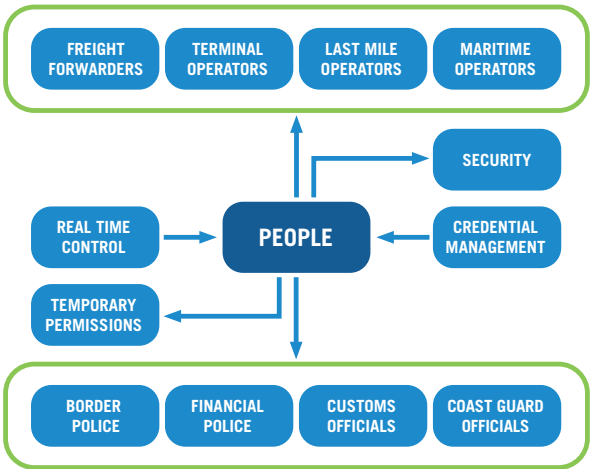 FREIGHT
FORWARDERS
TERMINAL
OPERATORS
LAST MILE
OPERATORS
MARITIME
OPERATORS
SECURITY
REAL TIME
CONTROL
PEOPLE
CREDENTIAL
MANAGEMENT
TEMPORARY
PERMISSIONS
BORDER
POLICE
FINANCIAL
POLICE
CUSTOMS
OFFICIALS
COAST GUARD
OFFICIALS